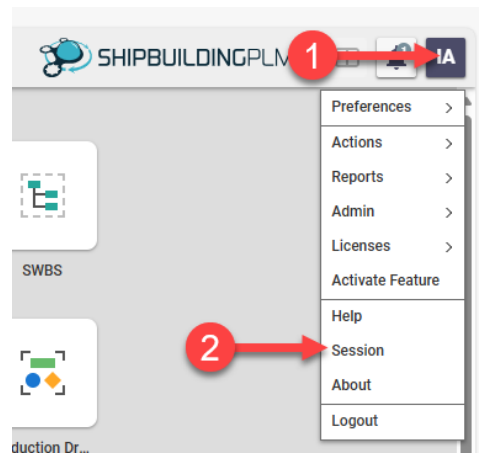 SHIPBUILDINGPLM
1
IA
Preferences
Actions
Reports
Admin
Licenses
Activate Feature
Help
Session
About
Logout
SWBS
2
duction Dr...